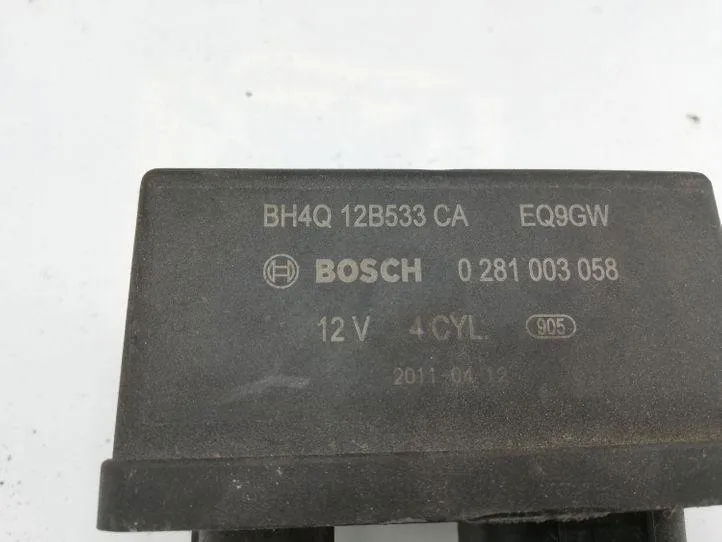 BH4Q 12B533 CA EQ9GW
BOSCH 0 281 003 058
12 V 4 CYL. 905
2011-04-12